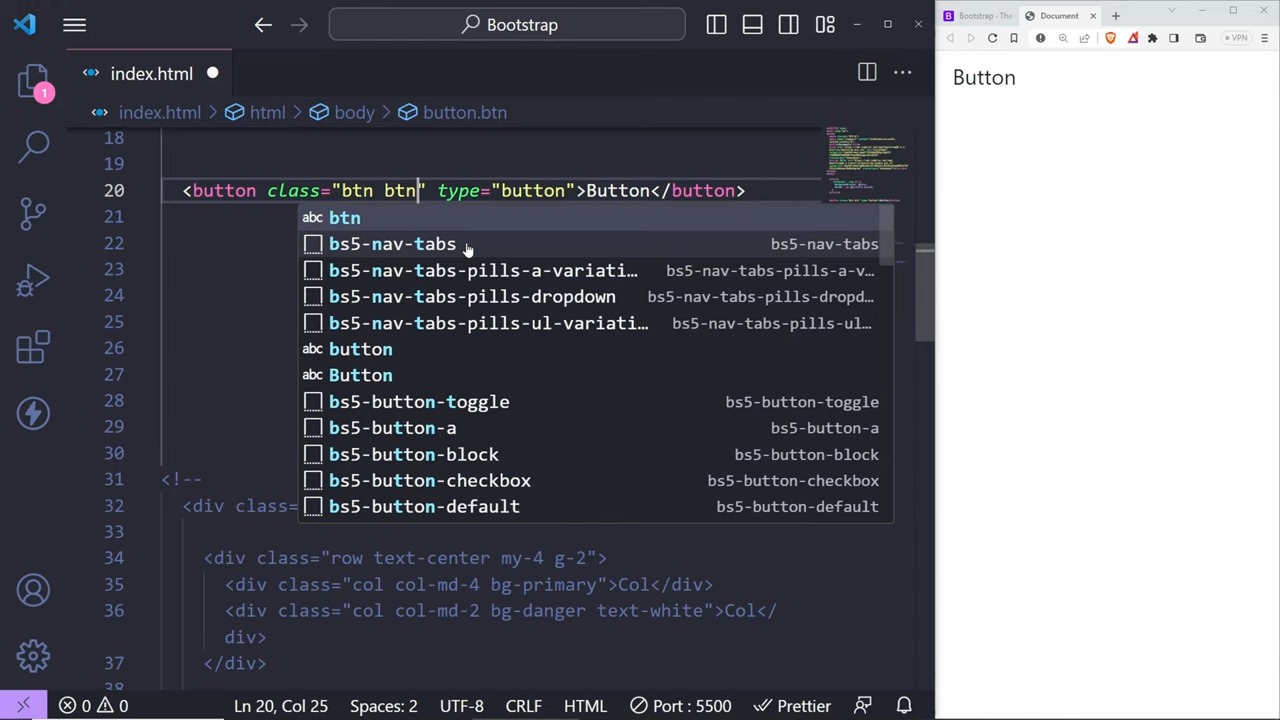 Bootstrap
Bootstrap - The
Document
VPN
index.html
1
index.html > html > body > button.btn
18
19
20 <button class="btn btn" type="button">Button</button>
21
22
23
24
25
26
27
28
29
30
31 <!--
32 <div class=
33
34 <div class="row text-center my-4 g-2">
35 <div class="col col-md-4 bg-primary">Col</div>
36 <div class="col col-md-2 bg-danger text-white">Col</
div>
37 </div>
38
abc btn
bs5-nav-tabs bs5-nav-tabs
bs5-nav-tabs-pills-a-variati… bs5-nav-tabs-pills-a-v…
bs5-nav-tabs-pills-dropdown bs5-nav-tabs-pills-dropd…
bs5-nav-tabs-pills-ul-variati… bs5-nav-tabs-pills-ul…
abc button
abc Button
bs5-button-toggle bs5-button-toggle
bs5-button-a bs5-button-a
bs5-button-block bs5-button-block
bs5-button-checkbox bs5-button-checkbox
bs5-button-default bs5-button-default
0 0 Ln 20, Col 25 Spaces: 2 UTF-8 CRLF HTML Port : 5500 Prettier
Button